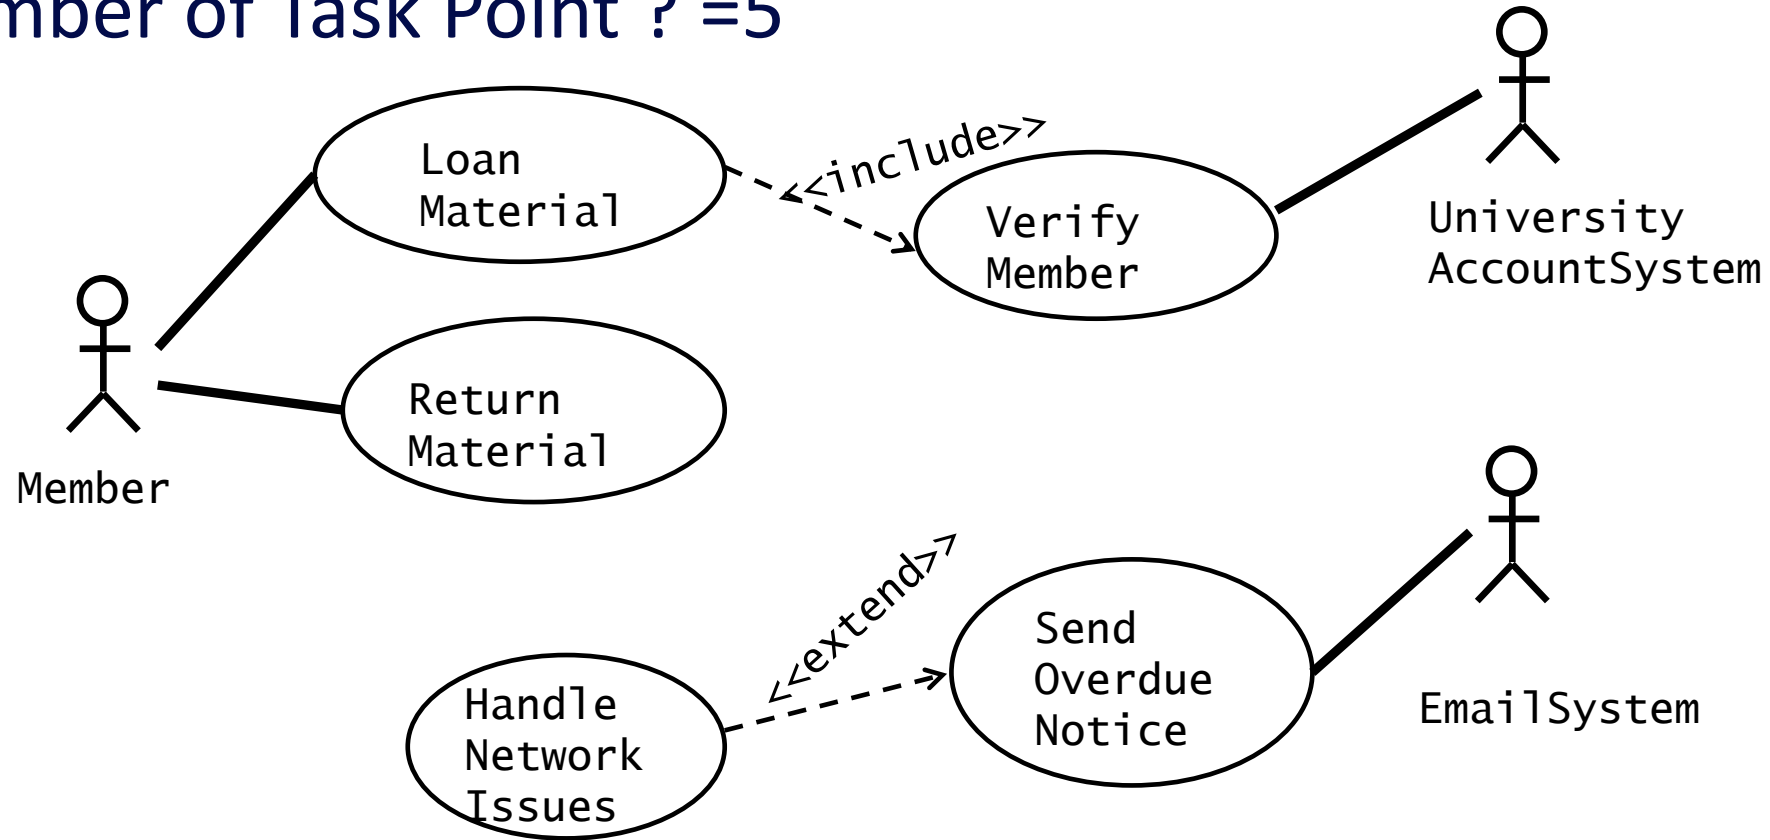 mber of Task Point ? =5
Loan
Material
<<include>>
Verify
Member
University
AccountSystem
Return
Material
Member
<<extend>>
Send
Overdue
Notice
EmailSystem
Handle
Network
Issues